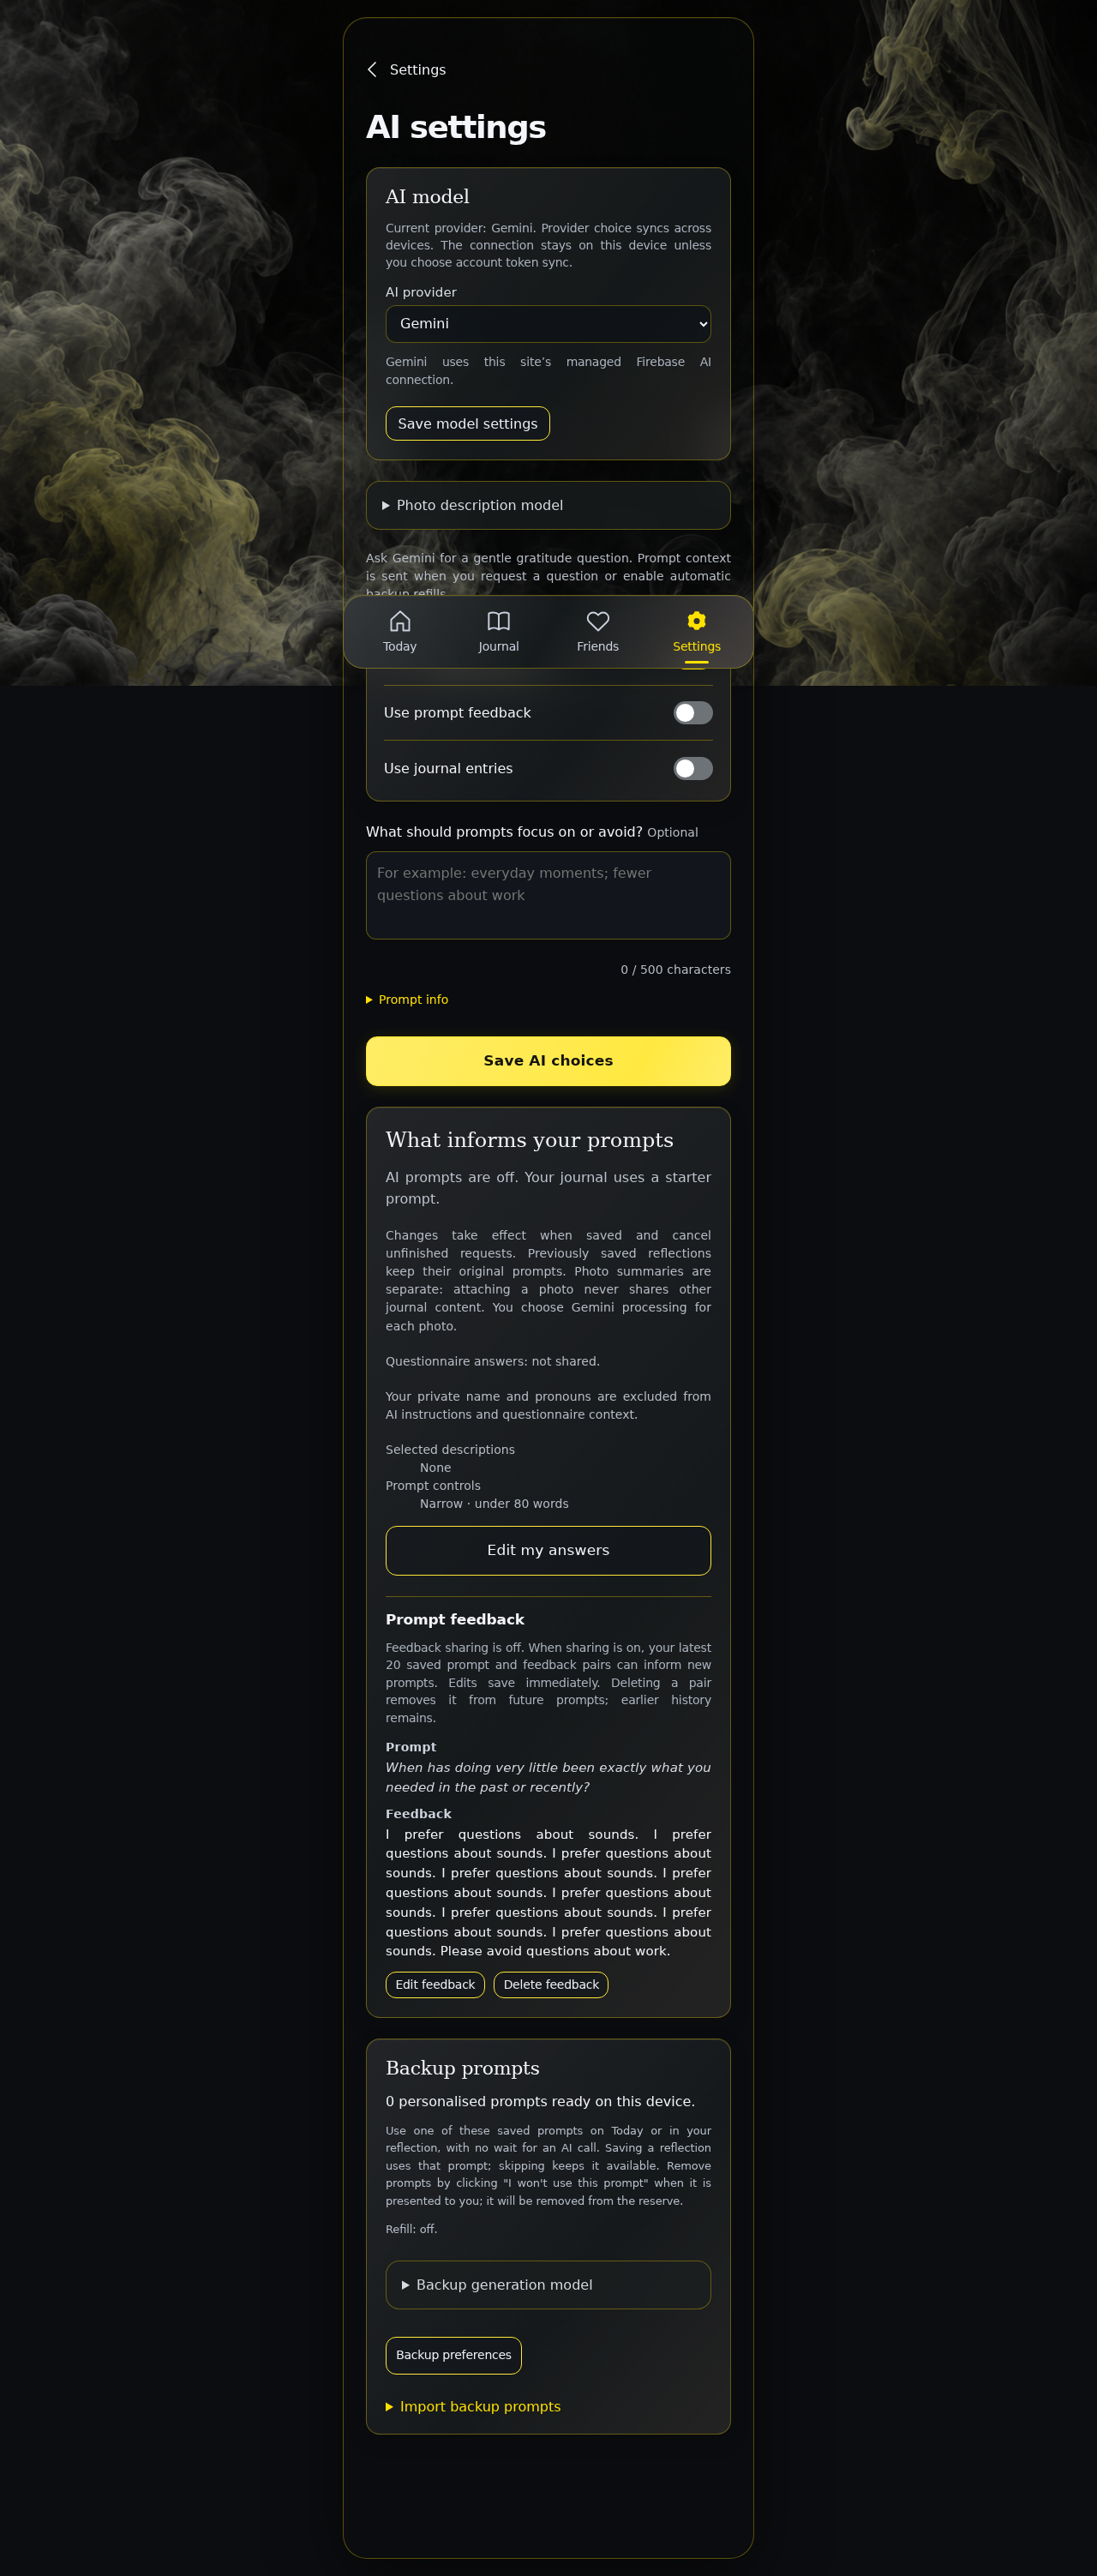 Settings
AI settings
AI model
Current provider: Gemini. Provider choice syncs across
devices. The connection stays on this device unless
you choose account token sync.
AI provider
Gemini
Gemini uses this site’s managed Firebase AI
connection.
Save model settings
Photo description model
Ask Gemini for a gentle gratitude question. Prompt context
is sent when you request a question or enable automatic
backup refills.
Today
Journal
Friends
Settings
Use prompt feedback
Use journal entries
What should prompts focus on or avoid? Optional
For example: everyday moments; fewer
questions about work
0 / 500 characters
Prompt info
Save AI choices
What informs your prompts
AI prompts are off. Your journal uses a starter
prompt.
Changes take effect when saved and cancel
unfinished requests. Previously saved reflections
keep their original prompts. Photo summaries are
separate: attaching a photo never shares other
journal content. You choose Gemini processing for
each photo.
Questionnaire answers: not shared.
Your private name and pronouns are excluded from
AI instructions and questionnaire context.
Selected descriptions
None
Prompt controls
Narrow · under 80 words
Edit my answers
Prompt feedback
Feedback sharing is off. When sharing is on, your latest
20 saved prompt and feedback pairs can inform new
prompts. Edits save immediately. Deleting a pair
removes it from future prompts; earlier history
remains.
Prompt
When has doing very little been exactly what you
needed in the past or recently?
Feedback
I prefer questions about sounds. I prefer
questions about sounds. I prefer questions about
sounds. I prefer questions about sounds. I prefer
questions about sounds. I prefer questions about
sounds. I prefer questions about sounds. I prefer
questions about sounds. I prefer questions about
sounds. Please avoid questions about work.
Edit feedback
Delete feedback
Backup prompts
0 personalised prompts ready on this device.
Use one of these saved prompts on Today or in your
reflection, with no wait for an AI call. Saving a reflection
uses that prompt; skipping keeps it available. Remove
prompts by clicking "I won't use this prompt" when it is
presented to you; it will be removed from the reserve.
Refill: off.
Backup generation model
Backup preferences
Import backup prompts